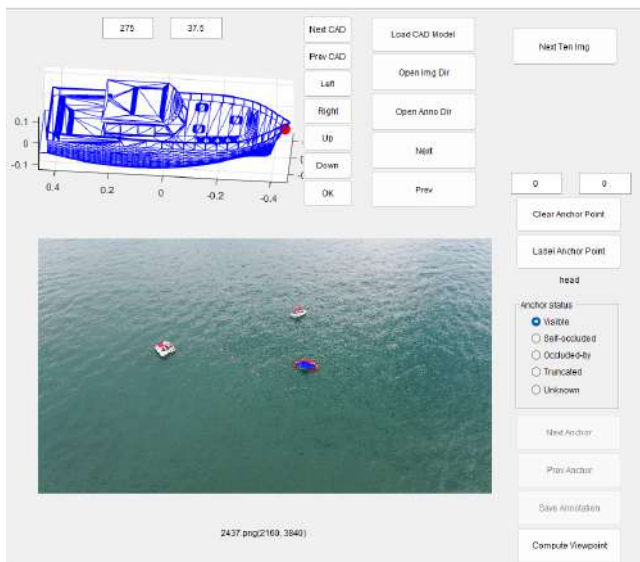 275 37.5
Next CAD
Prev CAD
Left
Right
Up
Down
OK
Load CAD Model
Open Img Dir
Open Anno Dir
Next
Prev
Next Ten Img
0.1
0
-0.1
0.4 0.2 0 -0.2 -0.4
0 0
Clear Anchor Point
Label Anchor Point
head
Anchor status
Visible
Self-occluded
Occluded-by
Truncated
Unknown
Next Anchor
Prev Anchor
Save Annotation
Compute Viewpoint
2437.png(2160, 3840)